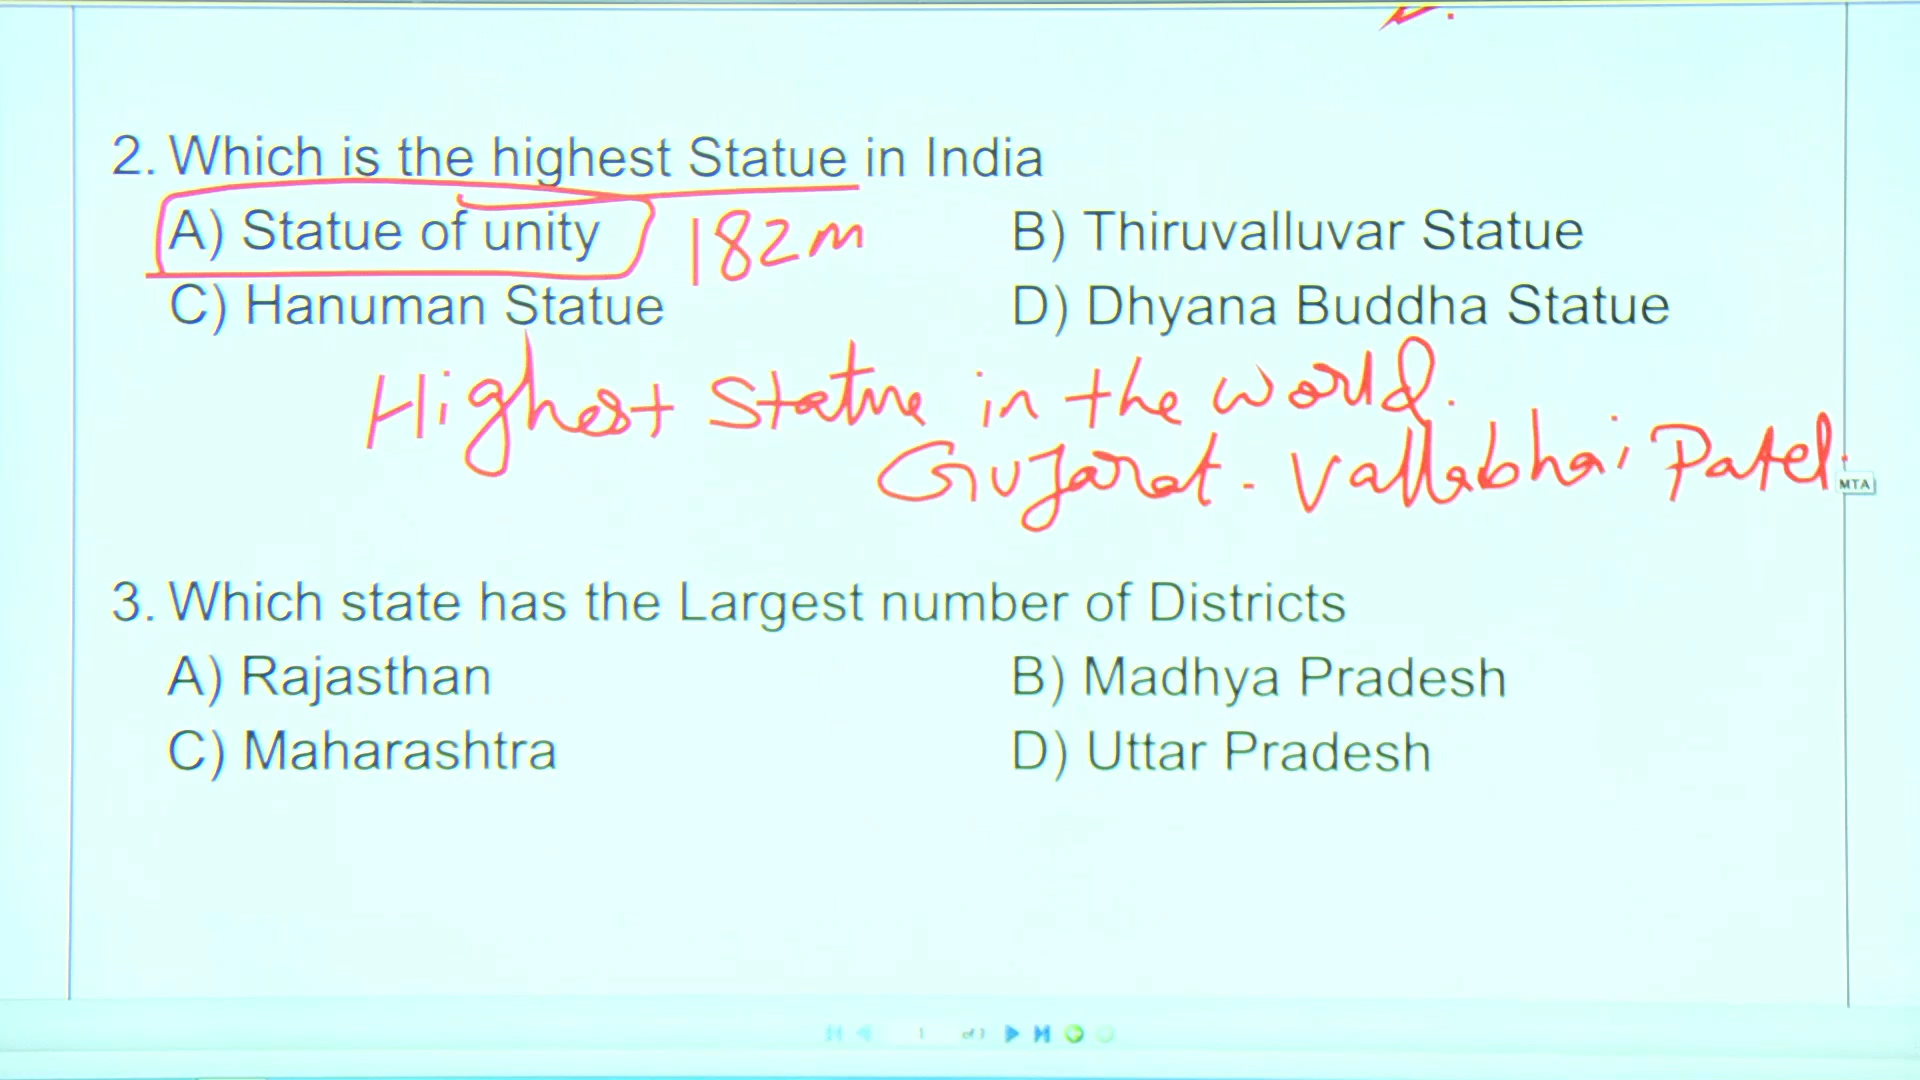 2. Which is the highest Statue in India
A) Statue of unity 182m B) Thiruvalluvar Statue
C) Hanuman Statue D) Dhyana Buddha Statue
Highest Statue in the world.
Gujarat - Vallabhai Patel.
MTA
3. Which state has the Largest number of Districts
A) Rajasthan B) Madhya Pradesh
C) Maharashtra D) Uttar Pradesh
1